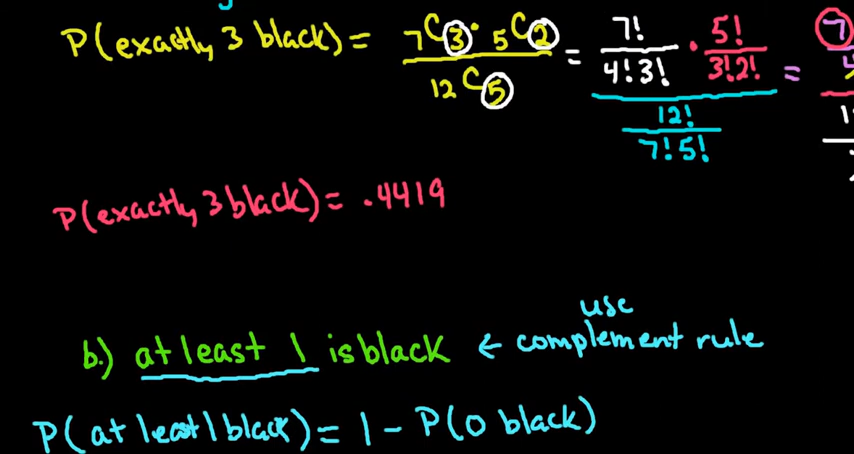 P(exactly 3 black) = 7C3 · 5C2 / 12C5 = 7!/4!3! · 5!/3!2! / 12!/7!5! =
P(exactly 3 black) = .4419
b.) at least 1 is black ← use complement rule
P(at least 1 black) = 1 - P(0 black)